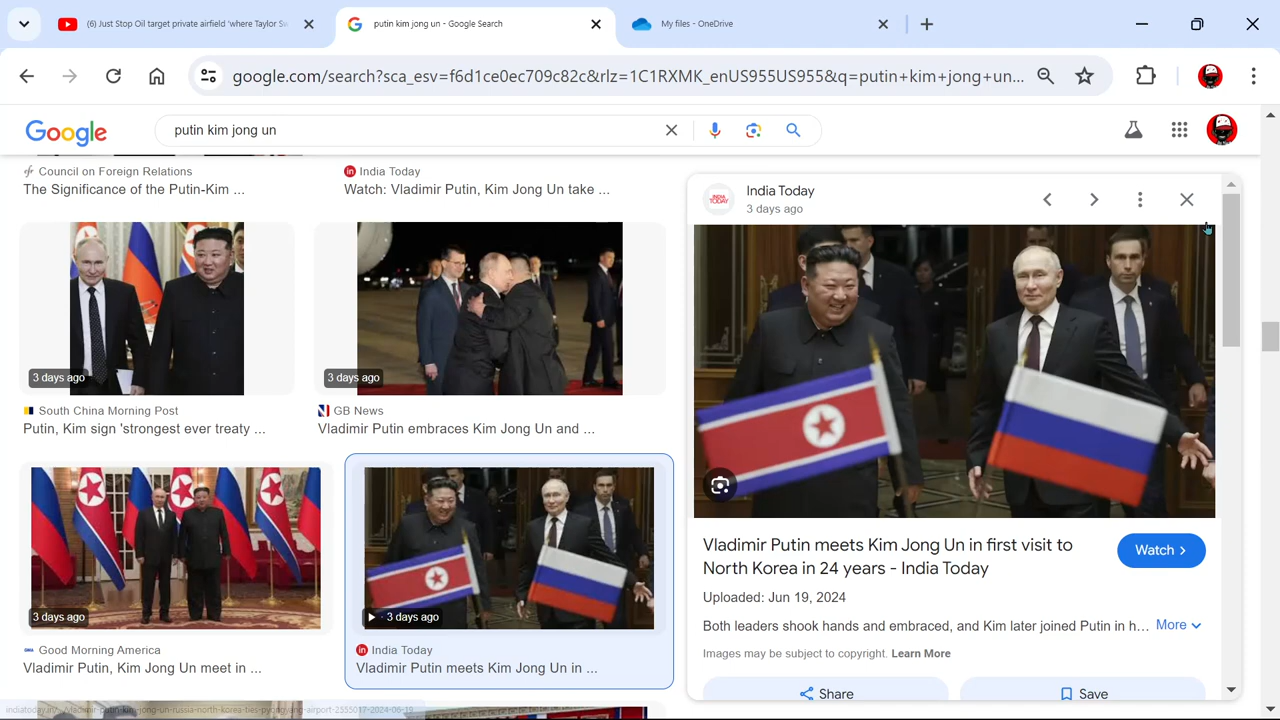 (6) Just Stop Oil target private airfield 'where Taylor Sw
putin kim jong un - Google Search
My files - OneDrive
google.com/search?sca_esv=f6d1ce0ec709c82c&rlz=1C1RXMK_enUS955US955&q=putin+kim+jong+un...
Google
putin kim jong un
Council on Foreign Relations
The Significance of the Putin-Kim ...
India Today
Watch: Vladimir Putin, Kim Jong Un take ...
3 days ago
South China Morning Post
Putin, Kim sign 'strongest ever treaty ...
3 days ago
GB News
Vladimir Putin embraces Kim Jong Un and ...
3 days ago
Good Morning America
Vladimir Putin, Kim Jong Un meet in ...
3 days ago
India Today
Vladimir Putin meets Kim Jong Un in ...
INDIA TODAY
India Today
3 days ago
Vladimir Putin meets Kim Jong Un in first visit to
North Korea in 24 years - India Today
Watch
Uploaded: Jun 19, 2024
Both leaders shook hands and embraced, and Kim later joined Putin in h... More
Images may be subject to copyright. Learn More
Share
Save